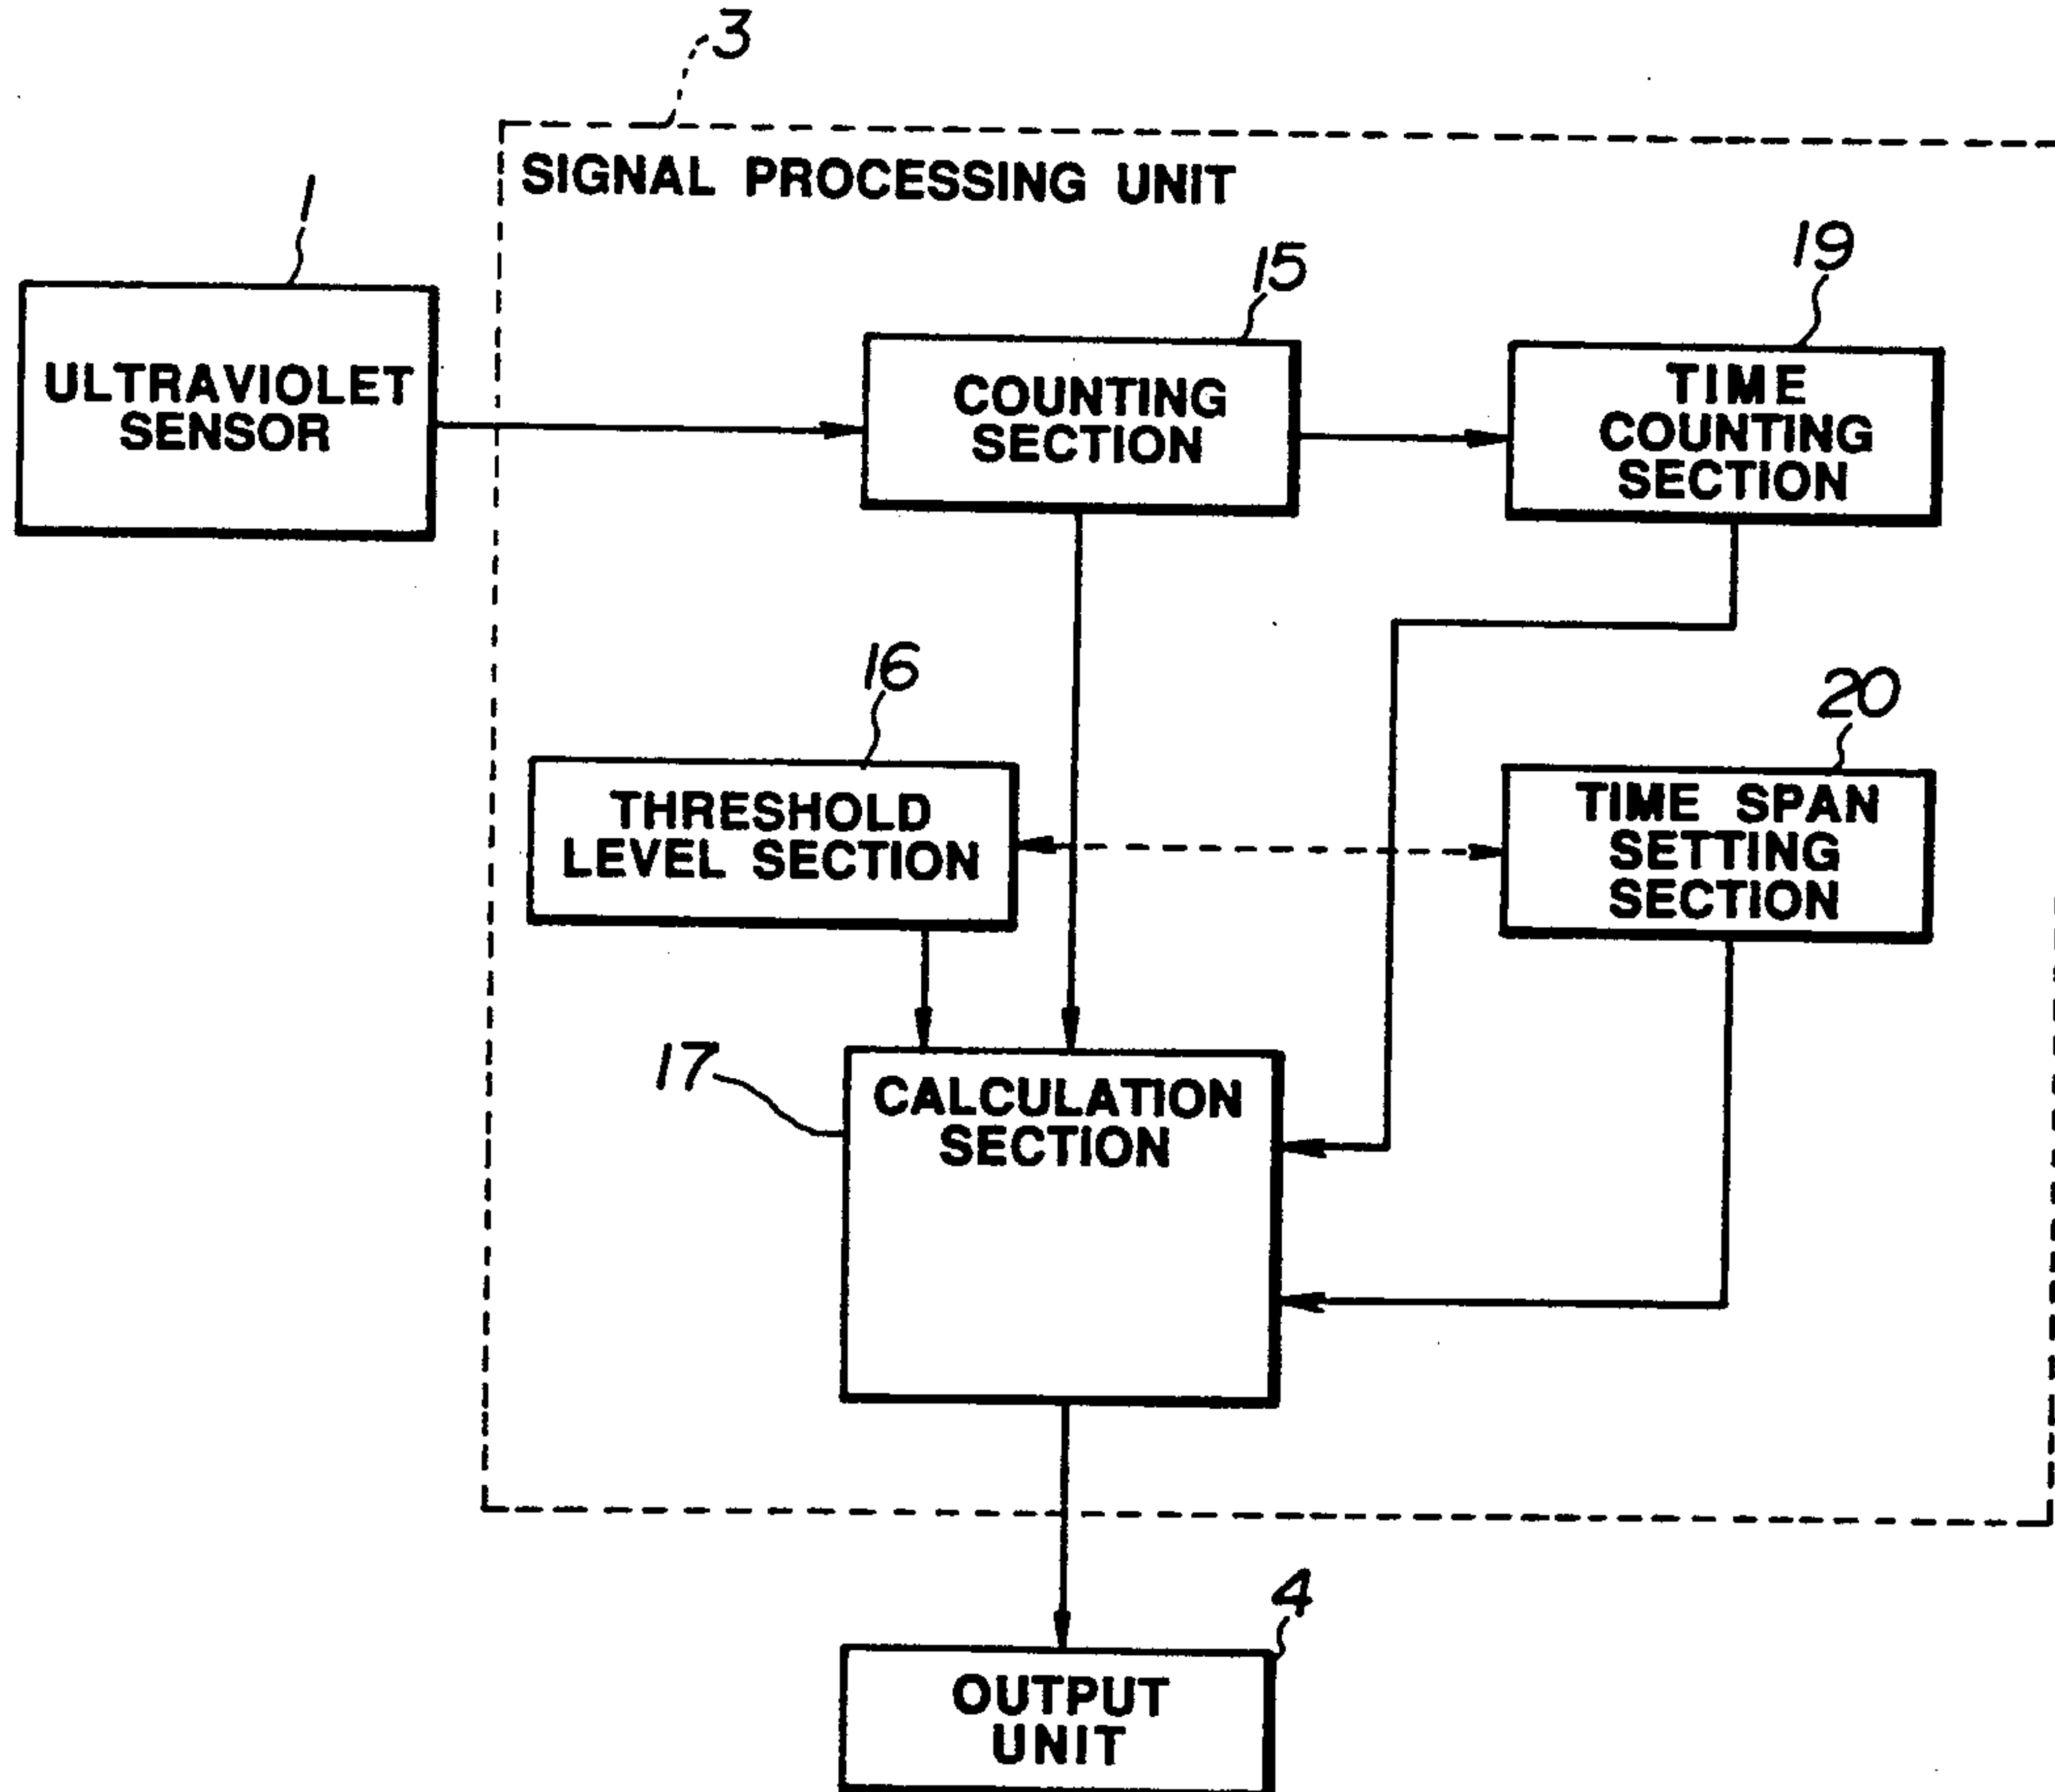 3
SIGNAL PROCESSING UNIT
1
ULTRAVIOLET
SENSOR
15
COUNTING
SECTION
19
TIME
COUNTING
SECTION
16
THRESHOLD
LEVEL SECTION
20
TIME SPAN
SETTING
SECTION
17
CALCULATION
SECTION
4
OUTPUT
UNIT